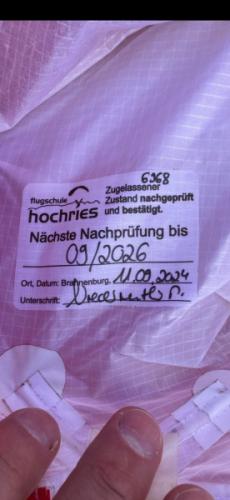 6968
flugschule
hochries
Zugelassener
Zustand nachgeprüft
und bestätigt.
Nächste Nachprüfung bis
09/2026
Ort, Datum: Brannenburg, 11.09.2024
Unterschrift: